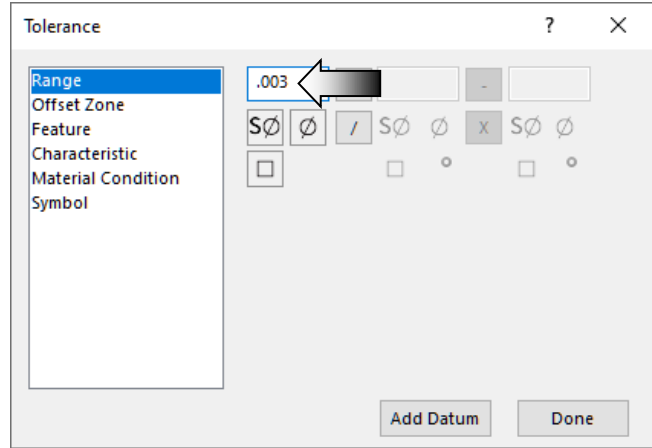 Tolerance ? ×
Range
Offset Zone
Feature
Characteristic
Material Condition
Symbol
.003 -
SØ Ø / SØ Ø X SØ Ø
□ □ ° □ °
Add Datum Done